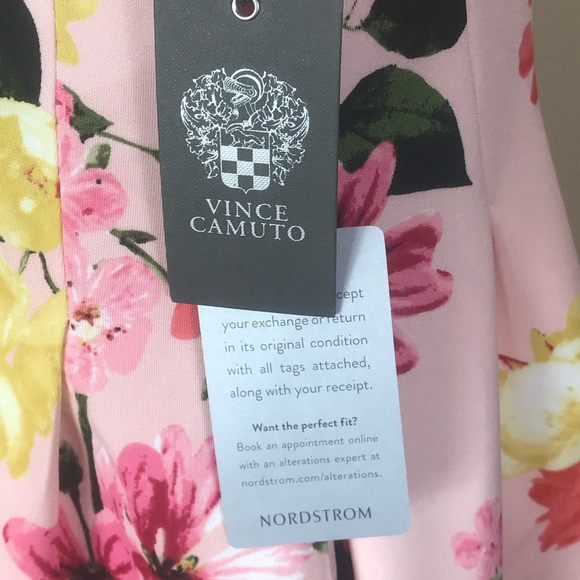 VINCE
CAMUTO
your exchange or return
in its original condition
with all tags attached,
along with your receipt.
Want the perfect fit?
Book an appointment online
with an alterations expert at
nordstrom.com/alterations.
NORDSTROM